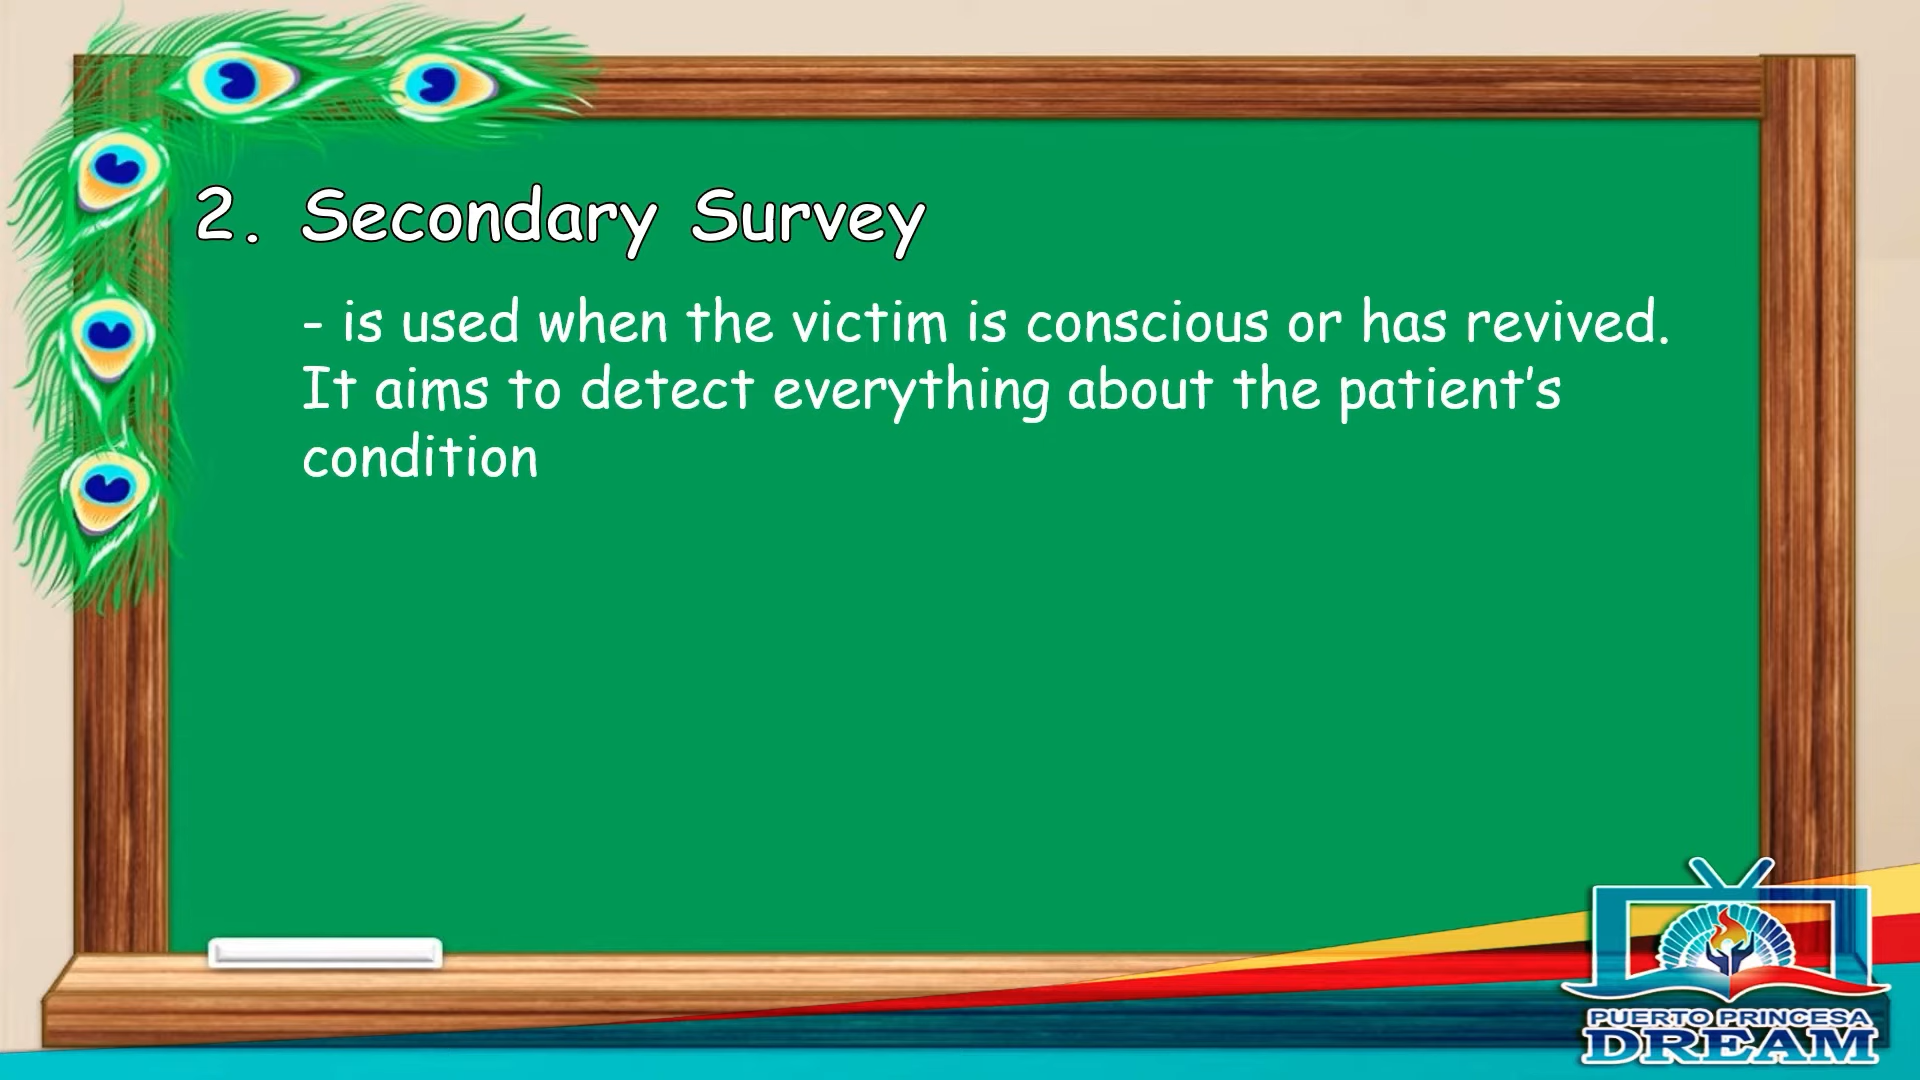 2. Secondary Survey
- is used when the victim is conscious or has revived.
It aims to detect everything about the patient’s
condition
PUERTO PRINCESA
DREAM